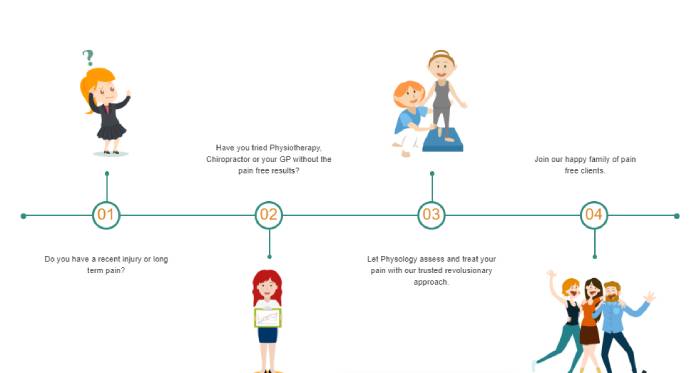 ?
01
Do you have a recent injury or long
term pain?
Have you tried Physiotherapy,
Chiropractor or your GP without the
pain free results?
02
03
Let Physology assess and treat your
pain with our trusted revolusionary
approach.
Join our happy family of pain
free clients.
04